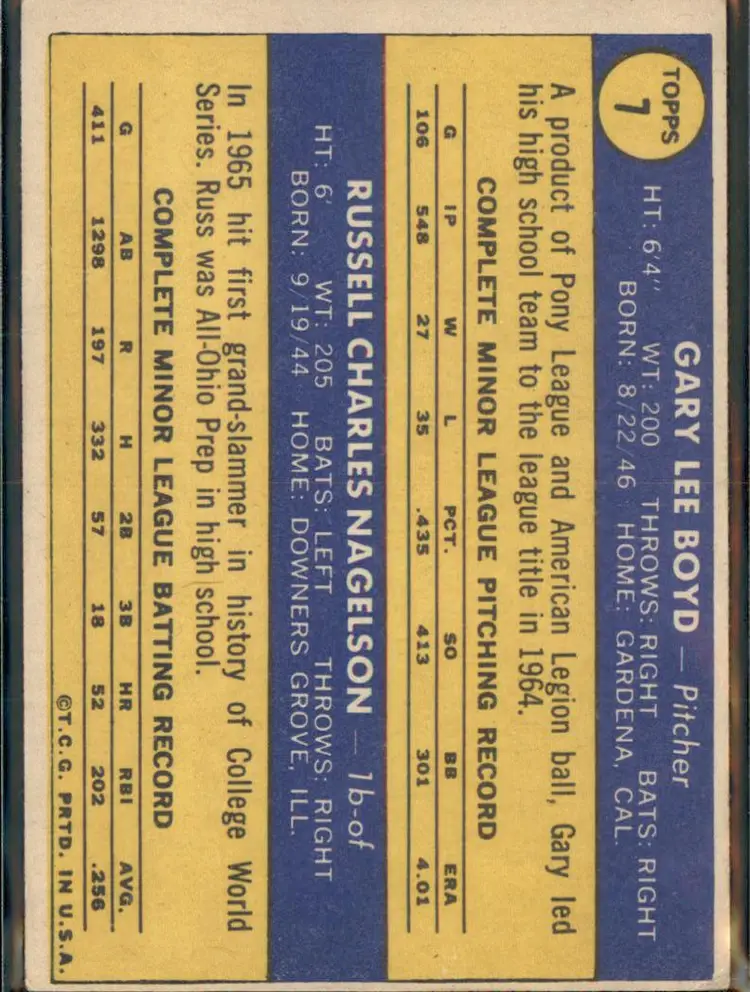 TOPPS
7
GARY LEE BOYD — Pitcher
HT: 6'4" WT: 200 THROWS: RIGHT BATS: RIGHT
BORN: 8/22/46 HOME: GARDENA, CAL.
A product of Pony League and American Legion ball, Gary led
his high school team to the league title in 1964.
COMPLETE MINOR LEAGUE PITCHING RECORD
G IP W L PCT. SO BB ERA
106 548 27 35 .435 413 301 4.01
RUSSELL CHARLES NAGELSON — 1b-of
HT: 6' WT: 205 BATS: LEFT THROWS: RIGHT
BORN: 9/19/44 HOME: DOWNERS GROVE, ILL.
In 1965 hit first grand-slammer in history of College World
Series. Russ was All-Ohio Prep in high school.
COMPLETE MINOR LEAGUE BATTING RECORD
G AB R H 2B 3B HR RBI AVG.
411 1298 197 332 57 18 52 202 .256
©T.C.G. PRTD. IN U.S.A.